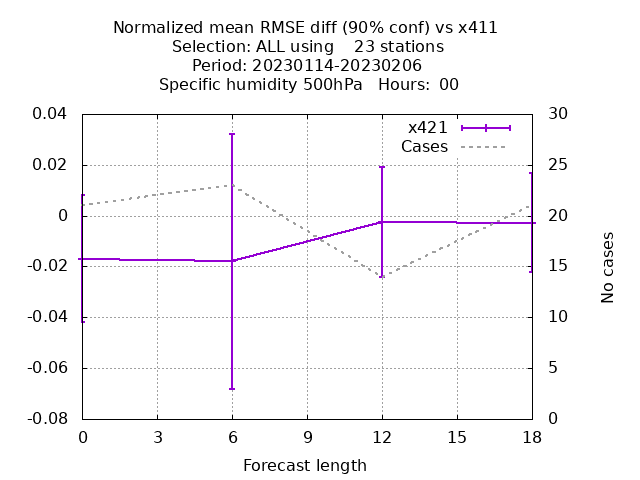 Normalized mean RMSE diff (90% conf) vs x411
Selection: ALL using    23 stations
Period: 20230114-20230206
Specific humidity 500hPa   Hours:  00
0.04
0.02
0
-0.02
-0.04
-0.06
-0.08
30
25
20
15
10
5
0
x421
Cases
No cases
0 3 6 9 12 15 18
Forecast length